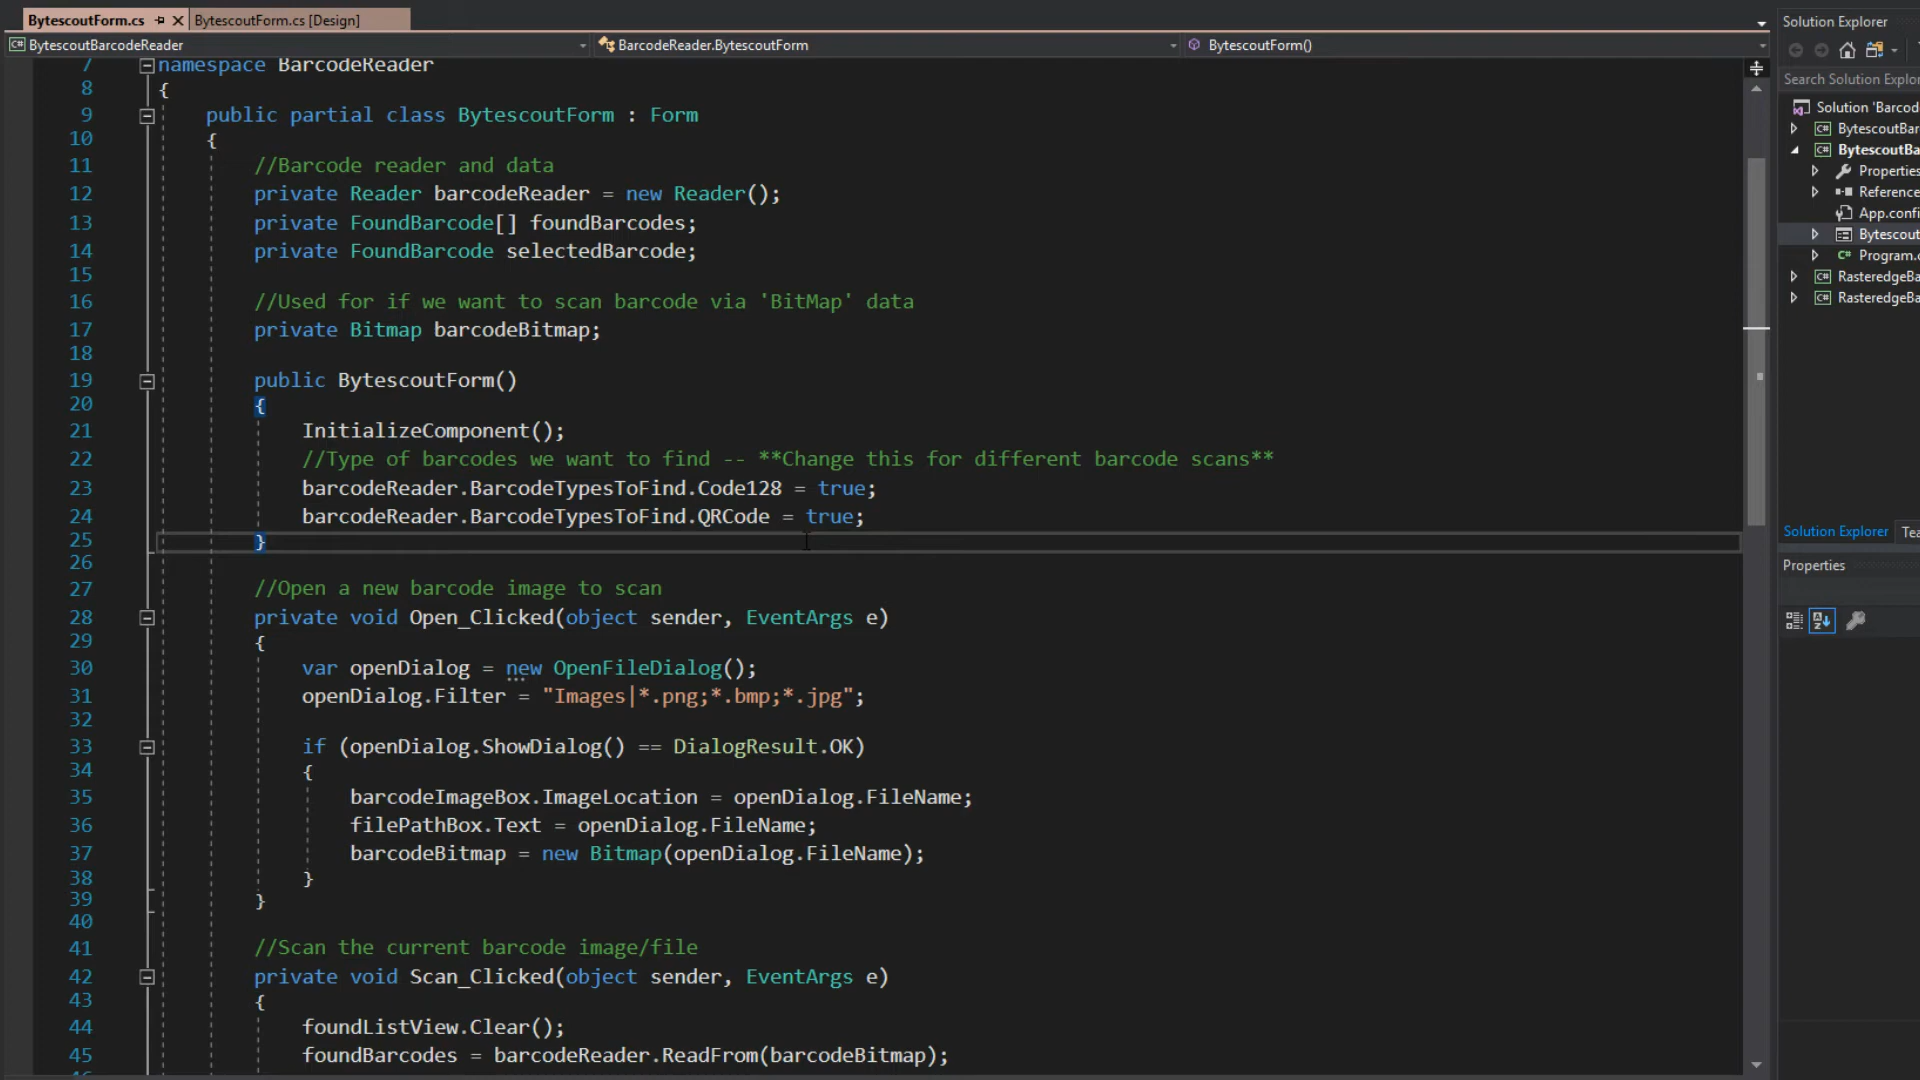 BytescoutForm.cs
BytescoutForm.cs [Design]
BytescoutBarcodeReader
BarcodeReader.BytescoutForm
BytescoutForm()
7 namespace BarcodeReader
8 {
9 public partial class BytescoutForm : Form
10 {
11 //Barcode reader and data
12 private Reader barcodeReader = new Reader();
13 private FoundBarcode[] foundBarcodes;
14 private FoundBarcode selectedBarcode;
15
16 //Used for if we want to scan barcode via 'BitMap' data
17 private Bitmap barcodeBitmap;
18
19 public BytescoutForm()
20 {
21 InitializeComponent();
22 //Type of barcodes we want to find -- **Change this for different barcode scans**
23 barcodeReader.BarcodeTypesToFind.Code128 = true;
24 barcodeReader.BarcodeTypesToFind.QRCode = true;
25 }
26
27 //Open a new barcode image to scan
28 private void Open_Clicked(object sender, EventArgs e)
29 {
30 var openDialog = new OpenFileDialog();
31 openDialog.Filter = "Images|*.png;*.bmp;*.jpg";
32
33 if (openDialog.ShowDialog() == DialogResult.OK)
34 {
35 barcodeImageBox.ImageLocation = openDialog.FileName;
36 filePathBox.Text = openDialog.FileName;
37 barcodeBitmap = new Bitmap(openDialog.FileName);
38 }
39 }
40
41 //Scan the current barcode image/file
42 private void Scan_Clicked(object sender, EventArgs e)
43 {
44 foundListView.Clear();
45 foundBarcodes = barcodeReader.ReadFrom(barcodeBitmap);
Solution Explorer
Search Solution Explor
Solution 'Barcod
BytescoutBar
BytescoutBa
Properties
Reference
App.confi
Bytescout
Program.c
RasteredgeBa
RasteredgeBa
Solution Explorer
Tea
Properties